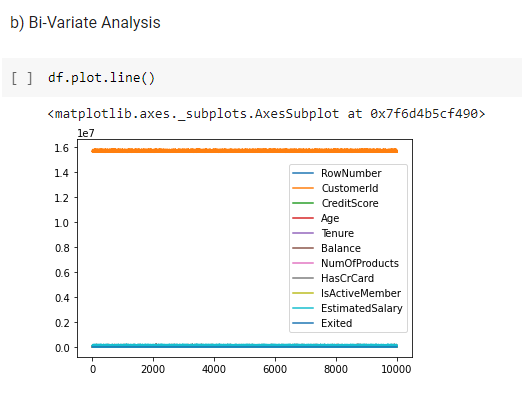 b) Bi-Variate Analysis
[ ] df.plot.line()
<matplotlib.axes._subplots.AxesSubplot at 0x7f6d4b5cf490>
1e7
1.6
1.4
1.2
1.0
0.8
0.6
0.4
0.2
0.0
RowNumber
CustomerId
CreditScore
Age
Tenure
Balance
NumOfProducts
HasCrCard
IsActiveMember
EstimatedSalary
Exited
0 2000 4000 6000 8000 10000